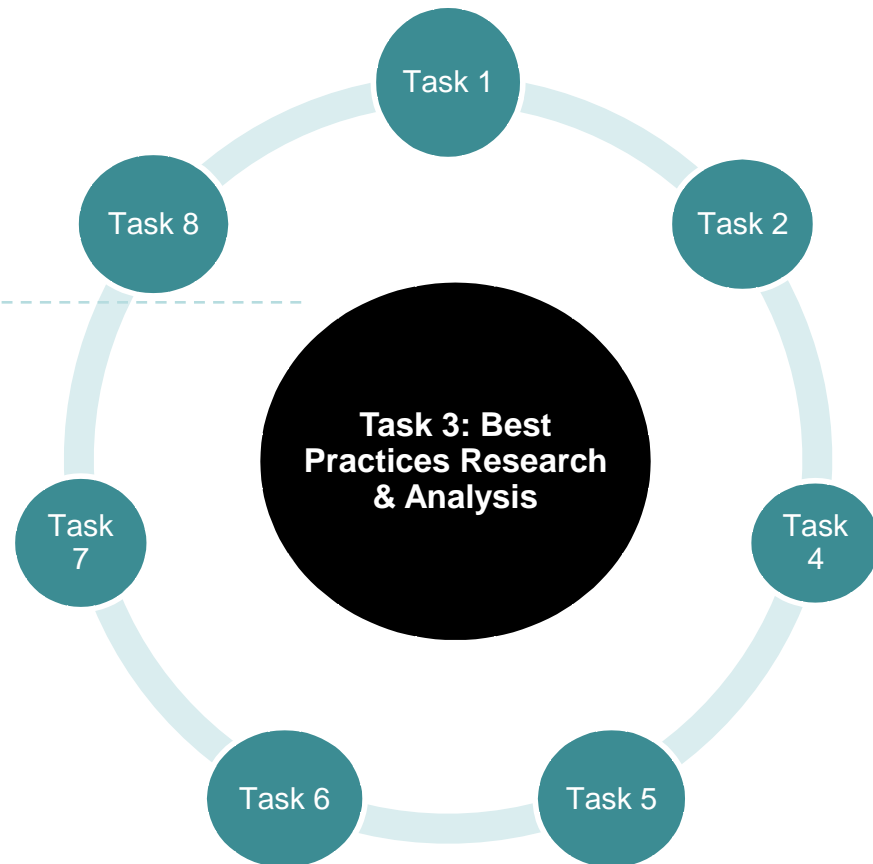 Task 1
Task 8
Task 2
Task 3: Best
Practices Research
& Analysis
Task
7
Task
4
Task 6
Task 5